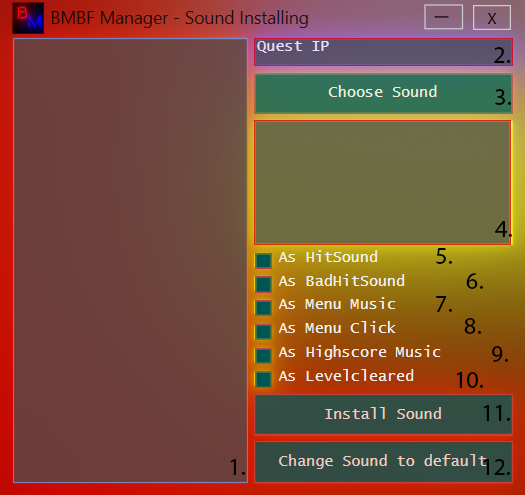 BM
BMBF Manager - Sound Installing
— X
Quest IP
2.
Choose Sound
3.
4.
As HitSound
5.
As BadHitSound
6.
As Menu Music
7.
As Menu Click
8.
As Highscore Music
9.
As Levelcleared
10.
Install Sound
11.
Change Sound to default
12.
1.